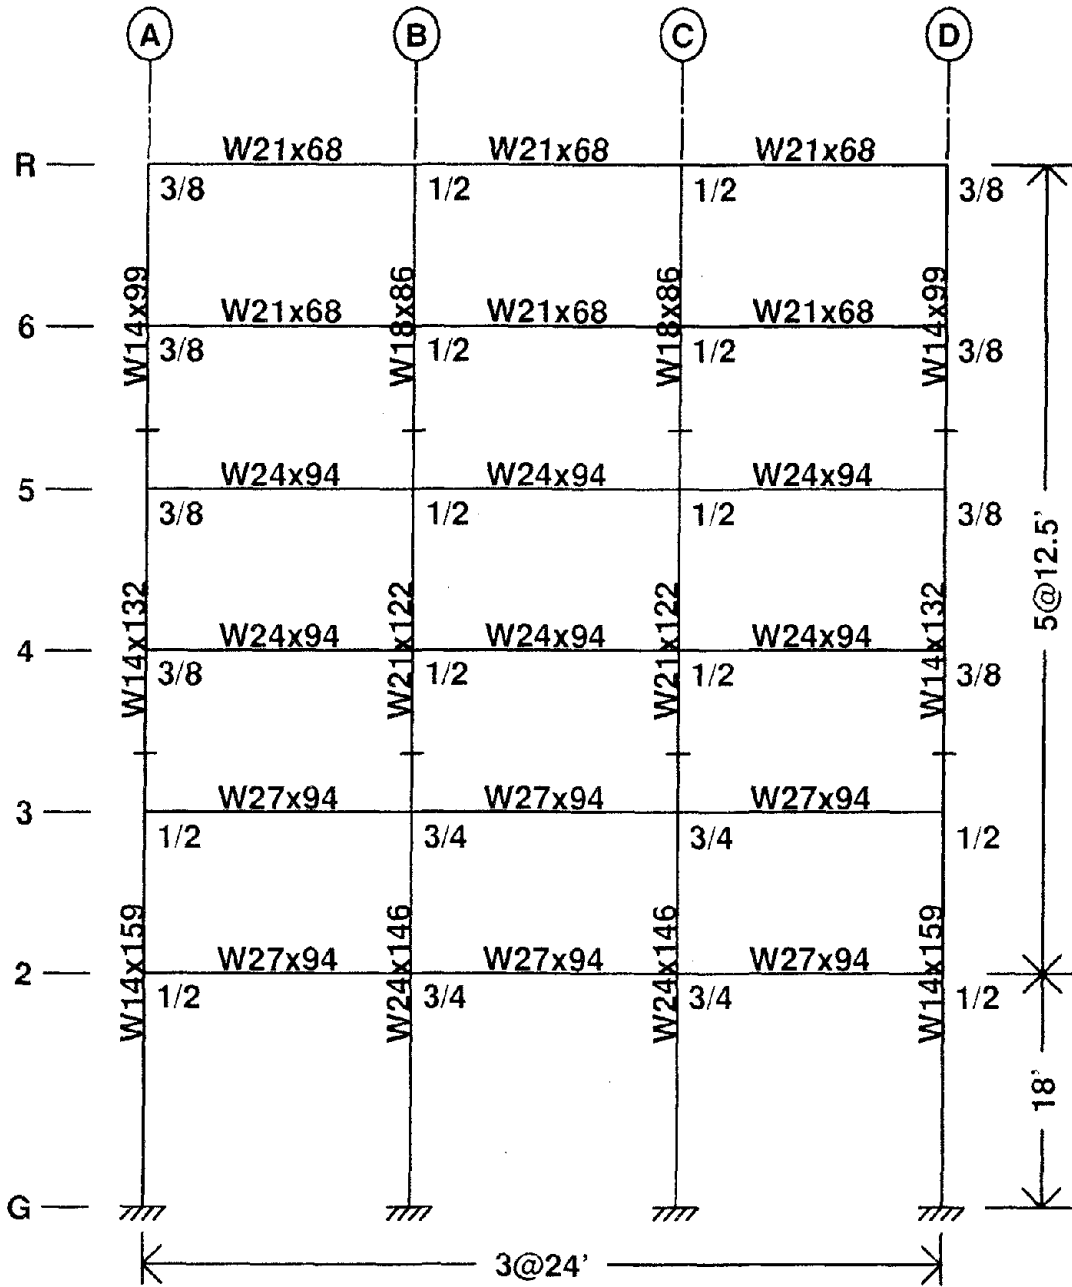 A B C D
R W21x68 W21x68 W21x68
3/8 1/2 1/2 3/8
W14x99 W18x86 W18x86 W14x99
6 W21x68 W21x68 W21x68
3/8 1/2 1/2 3/8
5 W24x94 W24x94 W24x94
3/8 1/2 1/2 3/8
5@12.5'
W14x132 W21x122 W21x122 W14x132
4 W24x94 W24x94 W24x94
3/8 1/2 1/2 3/8
3 W27x94 W27x94 W27x94
1/2 3/4 3/4 1/2
W14x159 W24x146 W24x146 W14x159
2 W27x94 W27x94 W27x94
1/2 3/4 3/4 1/2
18'
G
3@24'